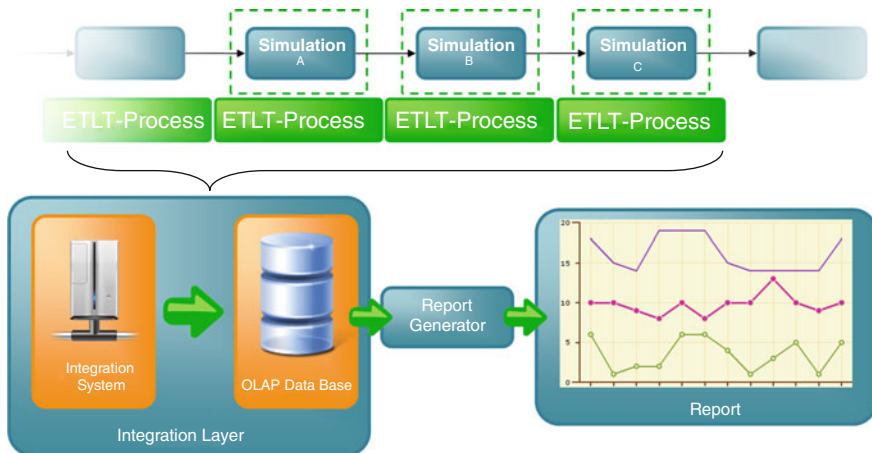 Simulation
A
Simulation
B
Simulation
C
ETLT-Process
ETLT-Process
ETLT-Process
ETLT-Process
Integration
System
OLAP Data Base
Integration Layer
Report
Generator
20
15
10
5
0
Report